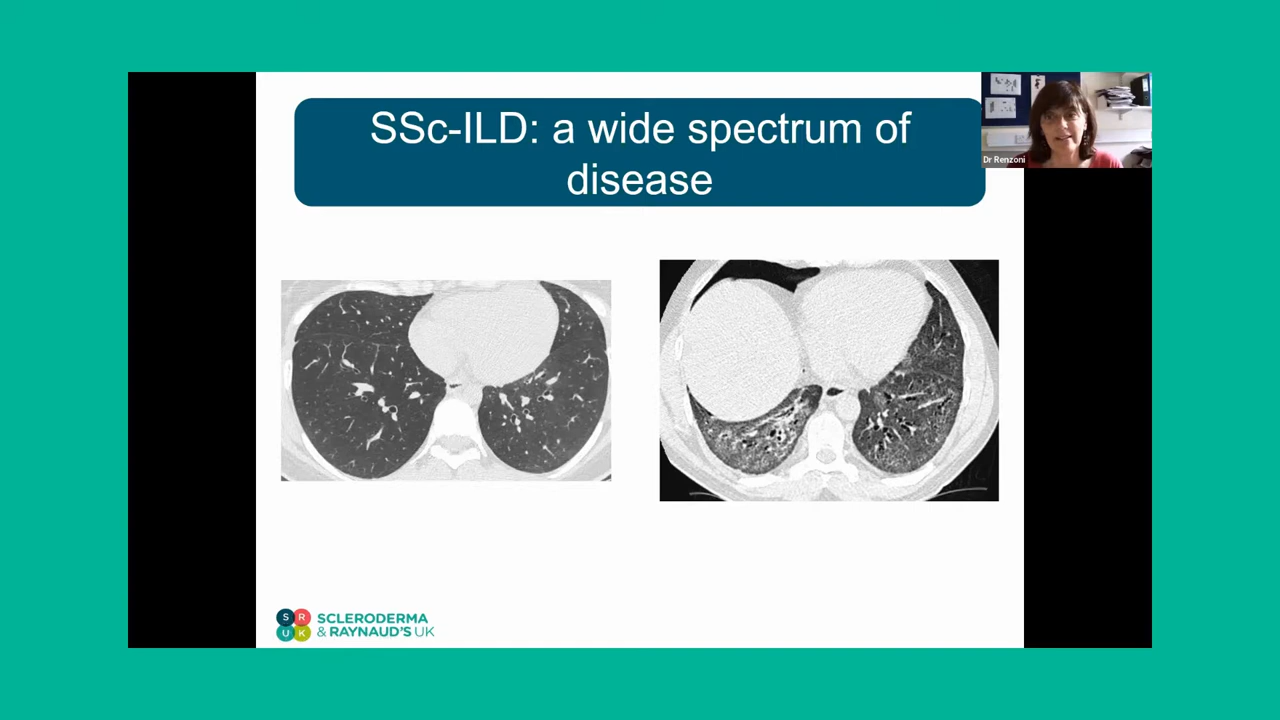 SSc-ILD: a wide spectrum of
disease
Dr Renzoni
S R
U K
SCLERODERMA
& RAYNAUD'S UK